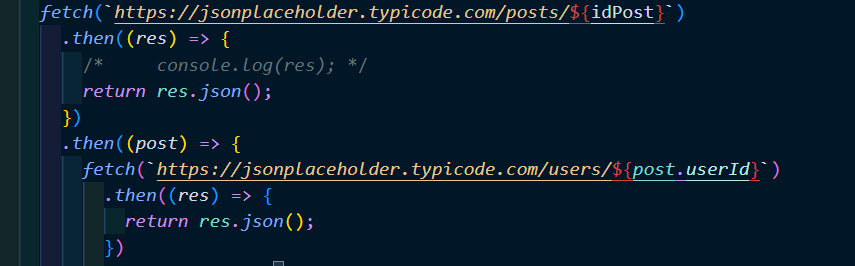 fetch(`https://jsonplaceholder.typicode.com/posts/${idPost}`)
.then((res) => {
/*     console.log(res); */
return res.json();
})
.then((post) => {
fetch(`https://jsonplaceholder.typicode.com/users/${post.userId}`)
.then((res) => {
return res.json();
})